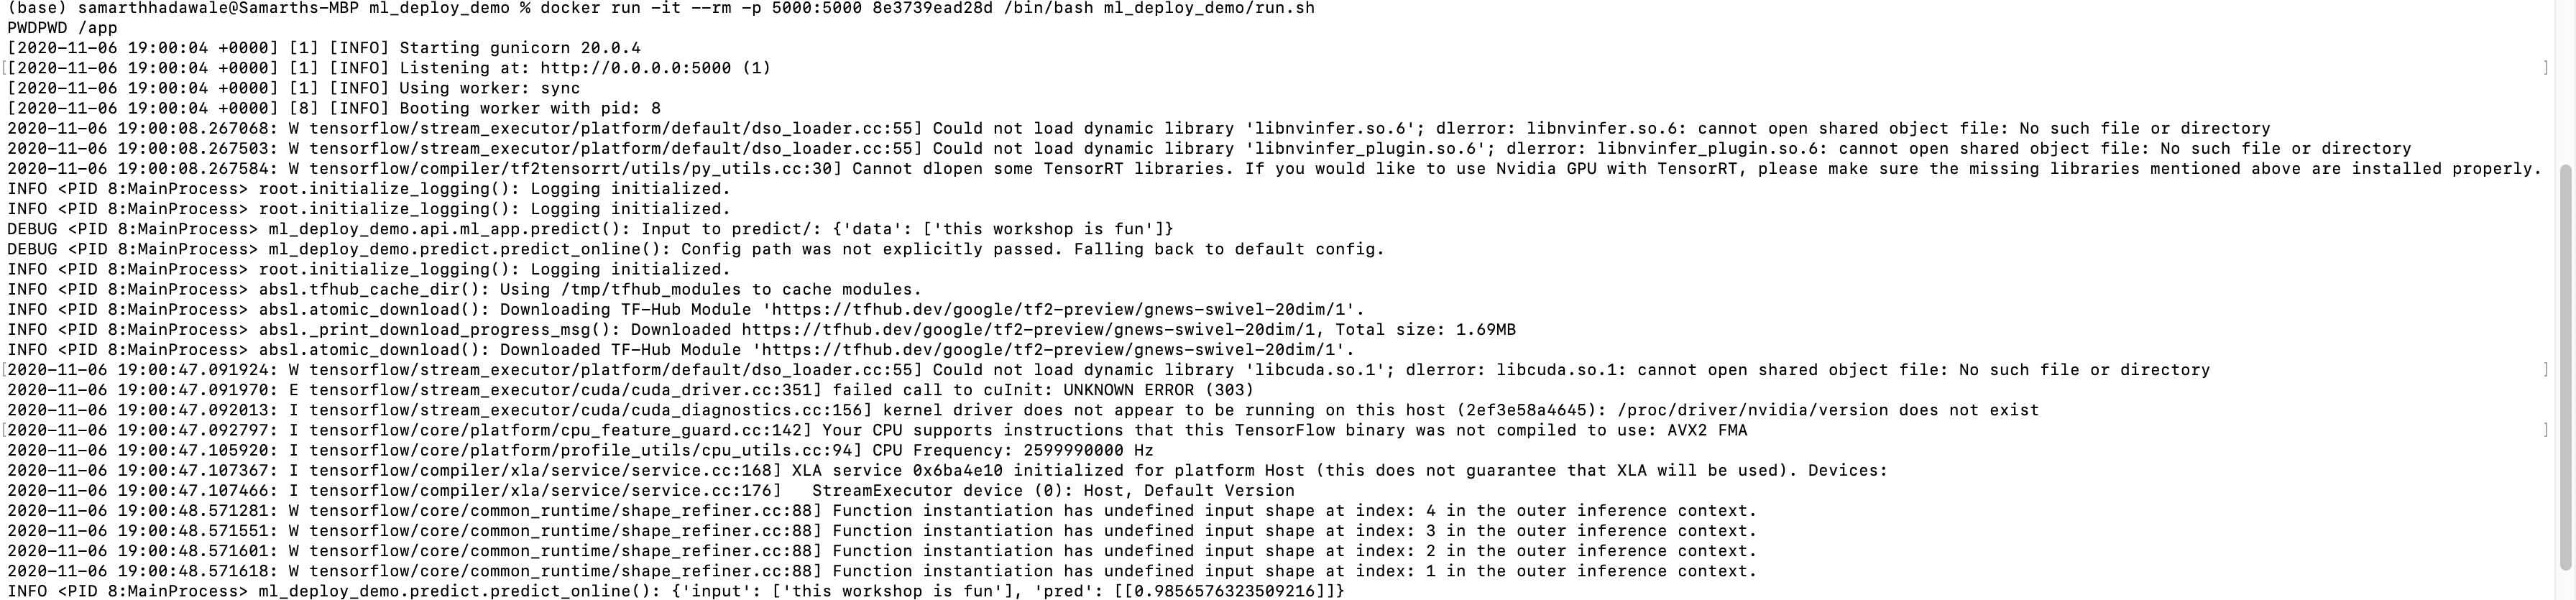 (base) samarthhadawale@Samarths-MBP ml_deploy_demo % docker run -it --rm -p 5000:5000 8e3739ead28d /bin/bash ml_deploy_demo/run.sh
PWDPWD /app
[2020-11-06 19:00:04 +0000] [1] [INFO] Starting gunicorn 20.0.4
[[2020-11-06 19:00:04 +0000] [1] [INFO] Listening at: http://0.0.0.0:5000 (1) ]
[2020-11-06 19:00:04 +0000] [1] [INFO] Using worker: sync
[2020-11-06 19:00:04 +0000] [8] [INFO] Booting worker with pid: 8
2020-11-06 19:00:08.267068: W tensorflow/stream_executor/platform/default/dso_loader.cc:55] Could not load dynamic library 'libnvinfer.so.6'; dlerror: libnvinfer.so.6: cannot open shared object file: No such file or directory
2020-11-06 19:00:08.267503: W tensorflow/stream_executor/platform/default/dso_loader.cc:55] Could not load dynamic library 'libnvinfer_plugin.so.6'; dlerror: libnvinfer_plugin.so.6: cannot open shared object file: No such file or directory
2020-11-06 19:00:08.267584: W tensorflow/compiler/tf2tensorrt/utils/py_utils.cc:30] Cannot dlopen some TensorRT libraries. If you would like to use Nvidia GPU with TensorRT, please make sure the missing libraries mentioned above are installed properly.
INFO <PID 8:MainProcess> root.initialize_logging(): Logging initialized.
INFO <PID 8:MainProcess> root.initialize_logging(): Logging initialized.
DEBUG <PID 8:MainProcess> ml_deploy_demo.api.ml_app.predict(): Input to predict/: {'data': ['this workshop is fun']}
DEBUG <PID 8:MainProcess> ml_deploy_demo.predict.predict_online(): Config path was not explicitly passed. Falling back to default config.
INFO <PID 8:MainProcess> root.initialize_logging(): Logging initialized.
INFO <PID 8:MainProcess> absl.tfhub_cache_dir(): Using /tmp/tfhub_modules to cache modules.
INFO <PID 8:MainProcess> absl.atomic_download(): Downloading TF-Hub Module 'https://tfhub.dev/google/tf2-preview/gnews-swivel-20dim/1'.
INFO <PID 8:MainProcess> absl._print_download_progress_msg(): Downloaded https://tfhub.dev/google/tf2-preview/gnews-swivel-20dim/1, Total size: 1.69MB
INFO <PID 8:MainProcess> absl.atomic_download(): Downloaded TF-Hub Module 'https://tfhub.dev/google/tf2-preview/gnews-swivel-20dim/1'.
[2020-11-06 19:00:47.091924: W tensorflow/stream_executor/platform/default/dso_loader.cc:55] Could not load dynamic library 'libcuda.so.1'; dlerror: libcuda.so.1: cannot open shared object file: No such file or directory ]
2020-11-06 19:00:47.091970: E tensorflow/stream_executor/cuda/cuda_driver.cc:351] failed call to cuInit: UNKNOWN ERROR (303)
2020-11-06 19:00:47.092013: I tensorflow/stream_executor/cuda/cuda_diagnostics.cc:156] kernel driver does not appear to be running on this host (2ef3e58a4645): /proc/driver/nvidia/version does not exist
[2020-11-06 19:00:47.092797: I tensorflow/core/platform/cpu_feature_guard.cc:142] Your CPU supports instructions that this TensorFlow binary was not compiled to use: AVX2 FMA ]
2020-11-06 19:00:47.105920: I tensorflow/core/platform/profile_utils/cpu_utils.cc:94] CPU Frequency: 2599990000 Hz
2020-11-06 19:00:47.107367: I tensorflow/compiler/xla/service/service.cc:168] XLA service 0x6ba4e10 initialized for platform Host (this does not guarantee that XLA will be used). Devices:
2020-11-06 19:00:47.107466: I tensorflow/compiler/xla/service/service.cc:176]   StreamExecutor device (0): Host, Default Version
2020-11-06 19:00:48.571281: W tensorflow/core/common_runtime/shape_refiner.cc:88] Function instantiation has undefined input shape at index: 4 in the outer inference context.
2020-11-06 19:00:48.571551: W tensorflow/core/common_runtime/shape_refiner.cc:88] Function instantiation has undefined input shape at index: 3 in the outer inference context.
2020-11-06 19:00:48.571601: W tensorflow/core/common_runtime/shape_refiner.cc:88] Function instantiation has undefined input shape at index: 2 in the outer inference context.
2020-11-06 19:00:48.571618: W tensorflow/core/common_runtime/shape_refiner.cc:88] Function instantiation has undefined input shape at index: 1 in the outer inference context.
INFO <PID 8:MainProcess> ml_deploy_demo.predict.predict_online(): {'input': ['this workshop is fun'], 'pred': [[0.9856576323509216]]}